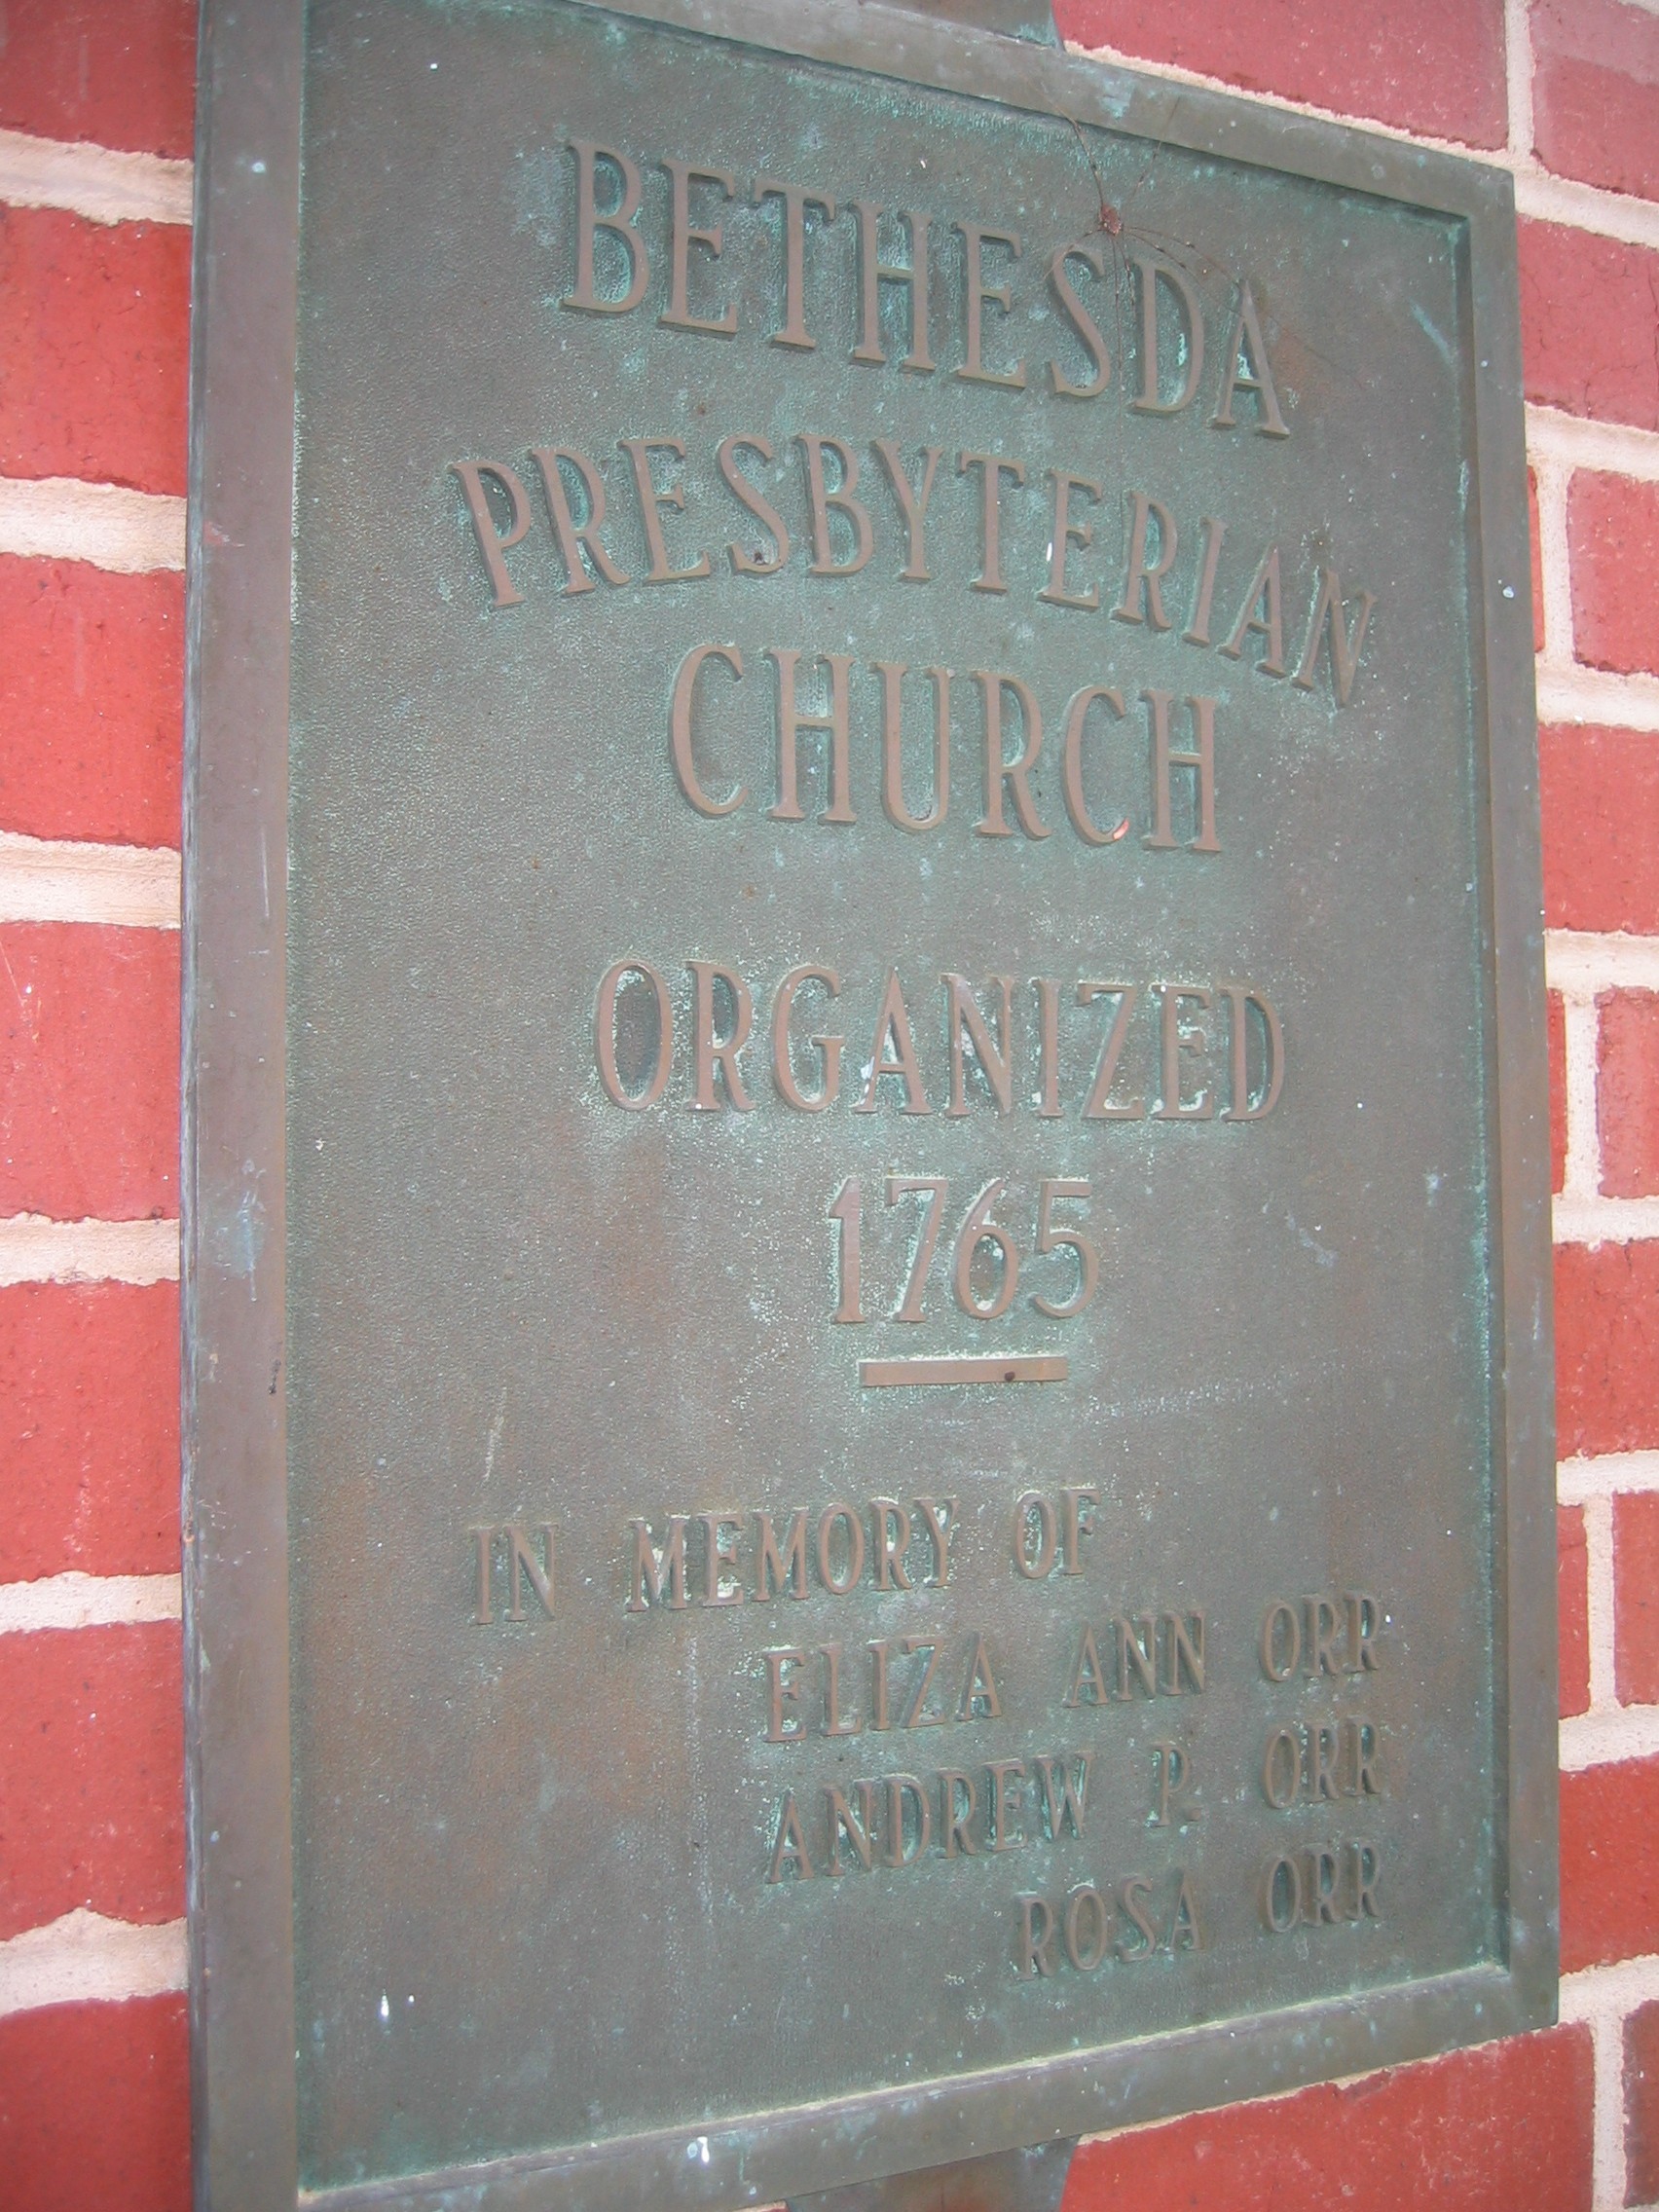 BETHESDA
PRESBYTERIAN
CHURCH
ORGANIZED
1765
IN MEMORY OF
ELIZA ANN ORR
ANDREW P. ORR
ROSA ORR